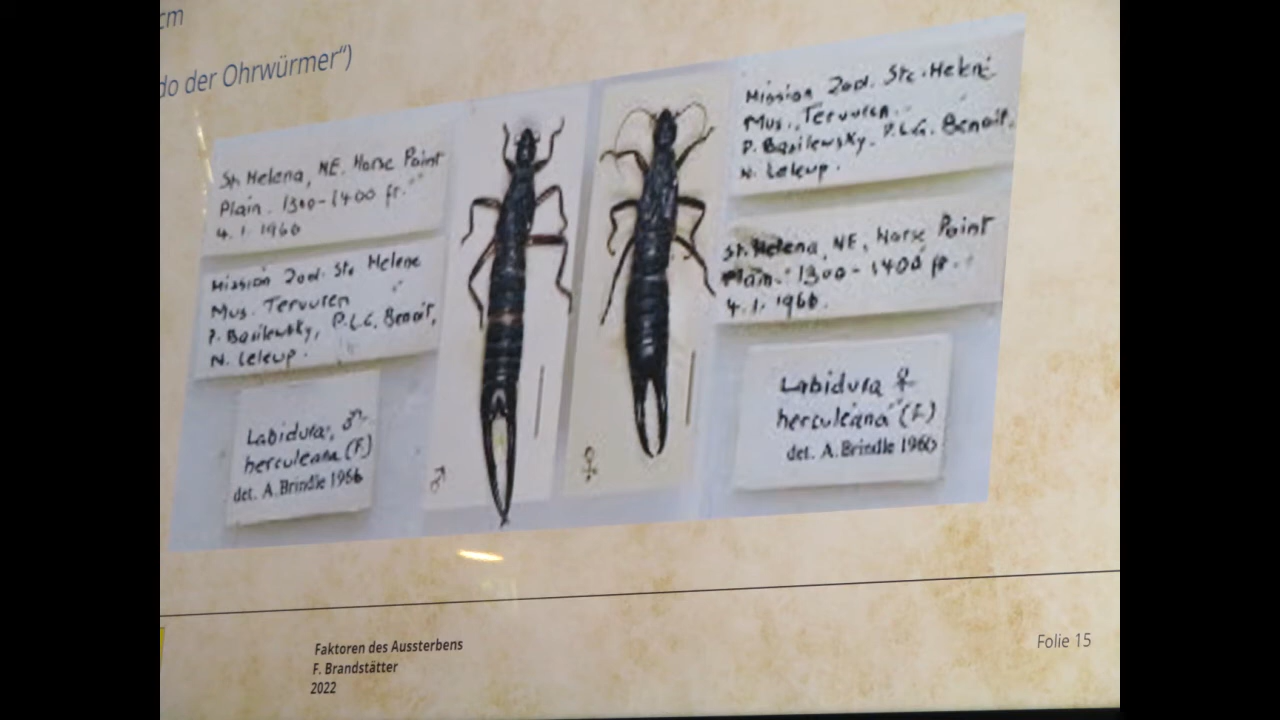 cm
do der Ohrwürmer“)
St. Helena, NE. Horse Point
Plain. 1300-1400 ft.
4.1.1966
Mission Zool. Ste Helene
Mus. Tervuren
P. Basilewsky, P.L.G. Benoit,
N. Leleup.
Labidura, ♂
herculeana (F.)
det. A. Brindle 1966
♂
♀
Mission Zool. Ste. Helene
Mus. Tervuren.
P. Basilewsky. P.L.G. Benoit.
N. Leleup.
St. Helena, NE, Horse Point
Plain. 1300-1400 ft.
4.1.1966.
Labidura ♀
herculeana (F.)
det. A. Brindle 1966
Faktoren des Aussterbens
F. Brandstätter
2022
Folie 15